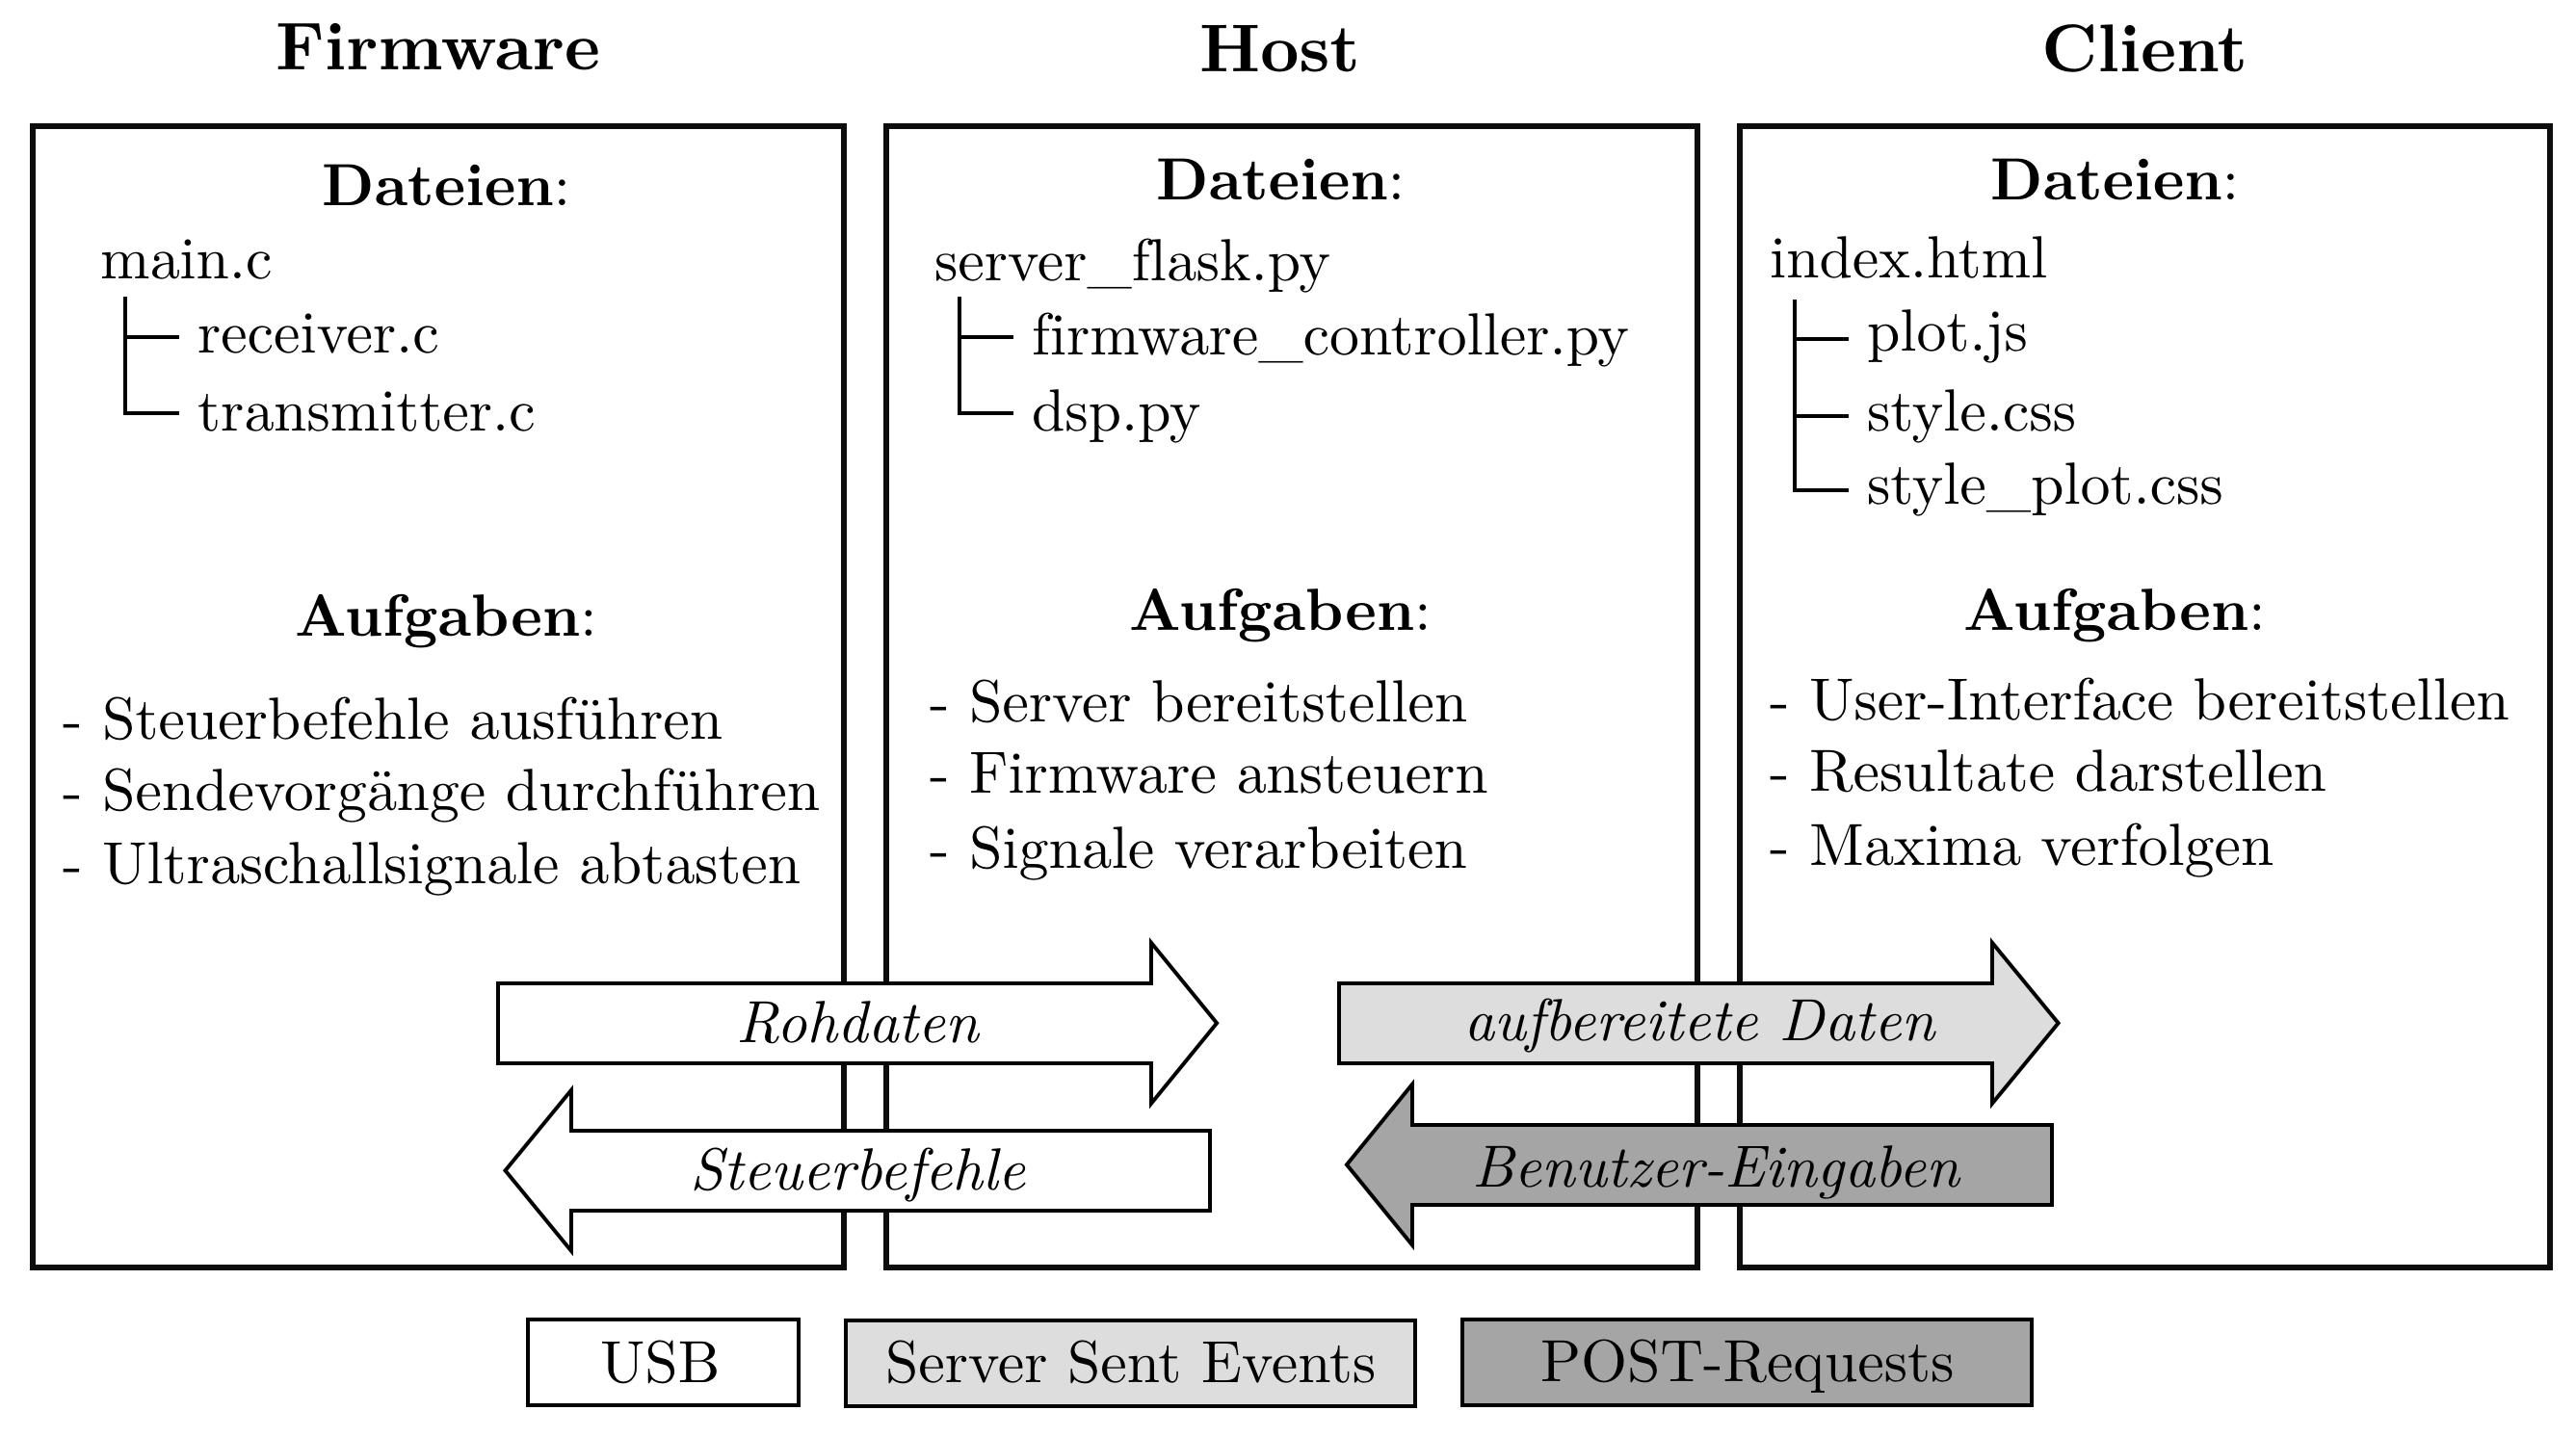 Firmware
Dateien:
main.c
receiver.c
transmitter.c
Aufgaben:
- Steuerbefehle ausführen
- Sendevorgänge durchführen
- Ultraschallsignale abtasten
Host
Dateien:
server_flask.py
firmware_controller.py
dsp.py
Aufgaben:
- Server bereitstellen
- Firmware ansteuern
- Signale verarbeiten
Client
Dateien:
index.html
plot.js
style.css
style_plot.css
Aufgaben:
- User-Interface bereitstellen
- Resultate darstellen
- Maxima verfolgen
Rohdaten
Steuerbefehle
aufbereitete Daten
Benutzer-Eingaben
USB
Server Sent Events
POST-Requests